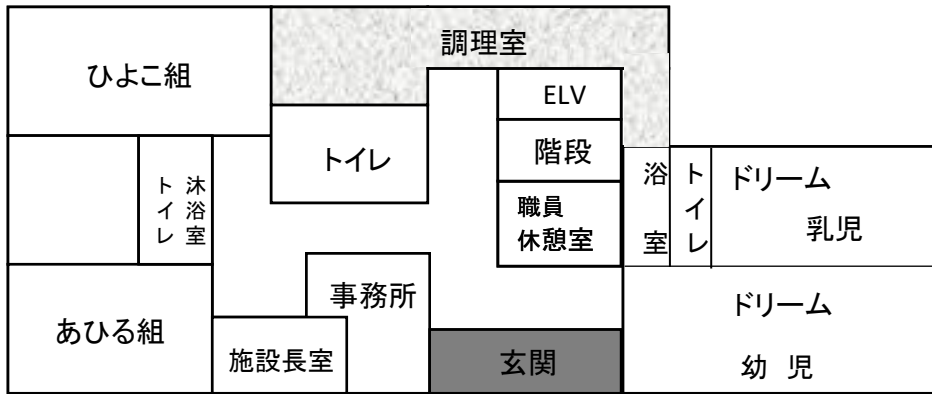 調理室
ひよこ組
ELV
トイレ
階段
沐浴室
トイレ
浴室
トイレ
ドリーム
乳児
職員
休憩室
事務所
ドリーム
幼 児
あひる組
施設長室
玄関